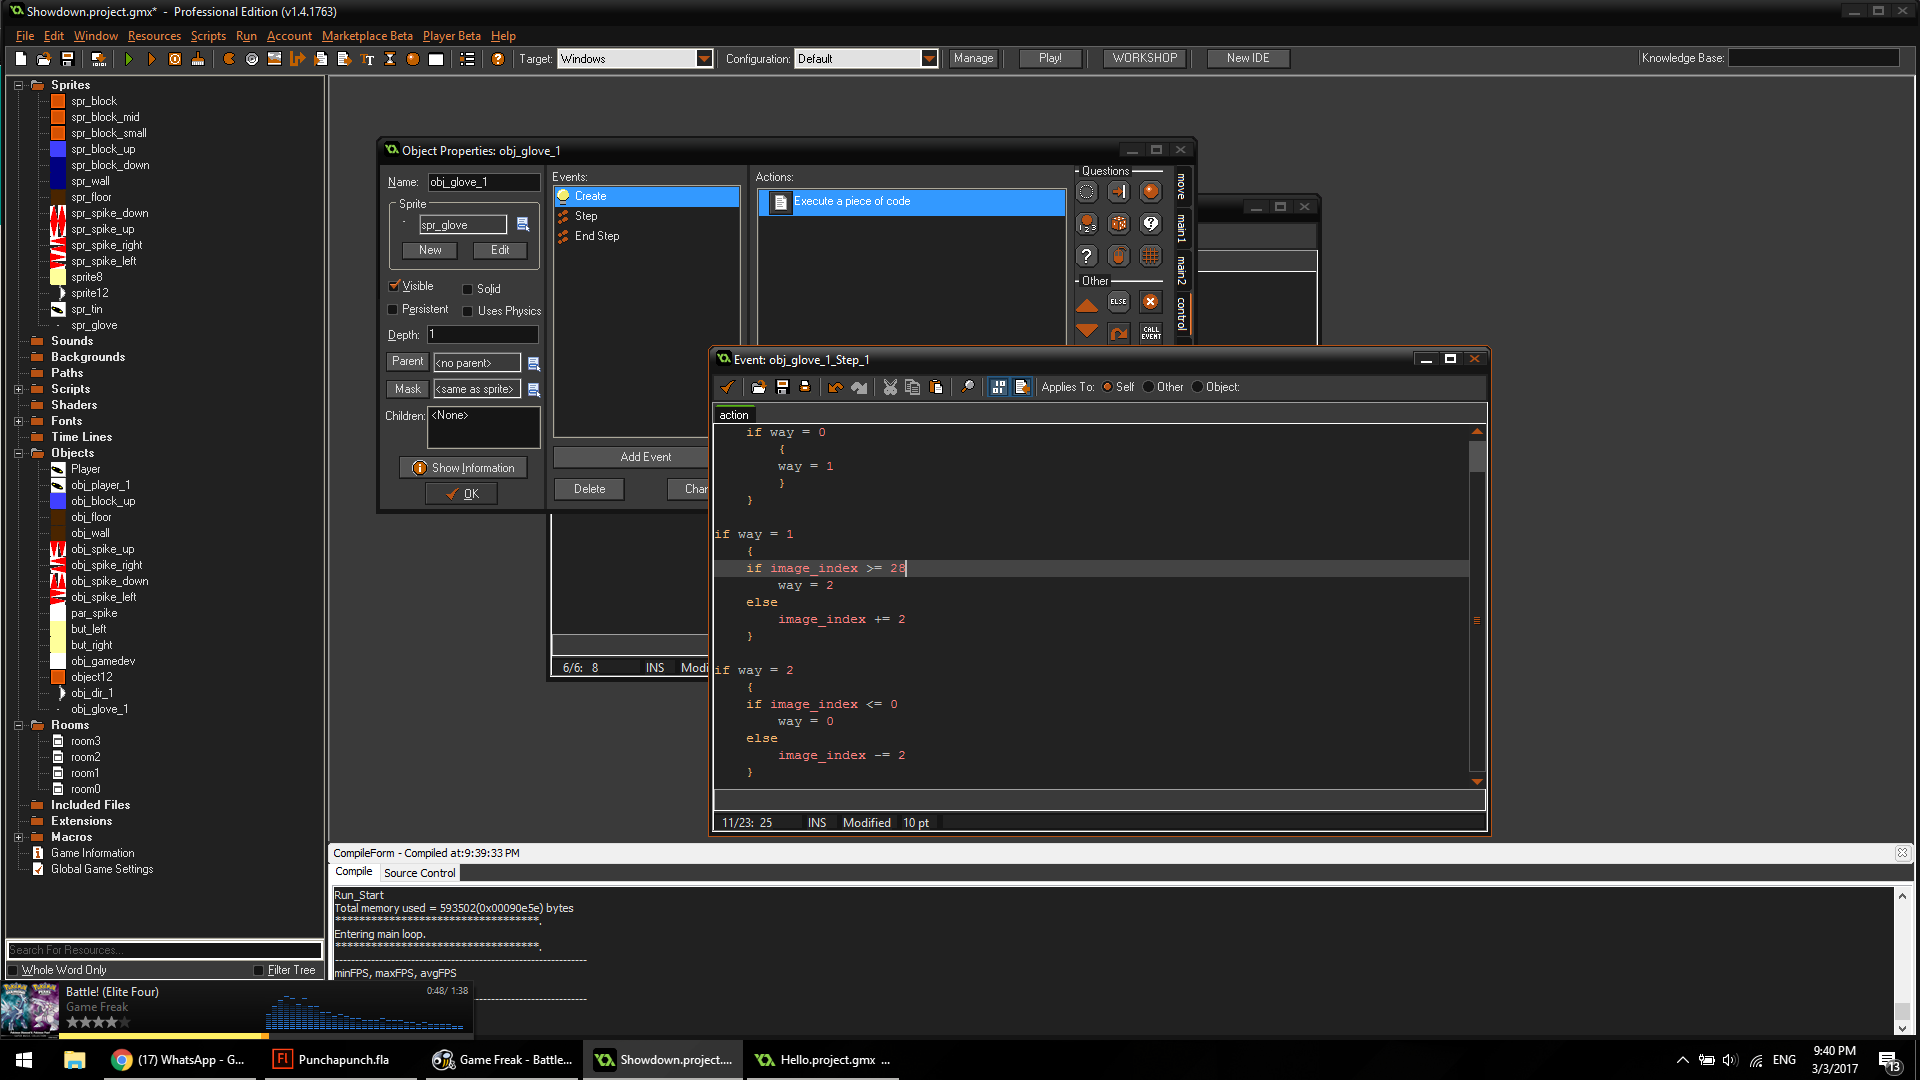 Showdown.project.gmx* - Professional Edition (v1.4.1763)
File Edit Window Resources Scripts Run Account Marketplace Beta Player Beta Help
Target: Windows Configuration: Default Manage Play! WORKSHOP New IDE Knowledge Base:
Sprites
spr_block
spr_block_mid
spr_block_small
spr_block_up
spr_block_down
spr_wall
spr_floor
spr_spike_down
spr_spike_up
spr_spike_right
spr_spike_left
sprite8
sprite12
spr_tin
spr_glove
Sounds
Backgrounds
Paths
Scripts
Shaders
Fonts
Time Lines
Objects
Player
obj_player_1
obj_block_up
obj_floor
obj_wall
obj_spike_up
obj_spike_right
obj_spike_down
obj_spike_left
par_spike
but_left
but_right
obj_gamedev
object12
obj_dir_1
obj_glove_1
Rooms
room3
room2
room1
room0
Included Files
Extensions
Macros
Game Information
Global Game Settings
Search For Resources...
Whole Word Only Filter Tree
Object Properties: obj_glove_1
Name: obj_glove_1
Sprite
spr_glove
New Edit
Visible Solid
Persistent Uses Physics
Depth: 1
Parent <no parent>
Mask <same as sprite>
Children: <None>
Show Information
OK
Events:
Create
Step
End Step
Add Event
Delete Chan
Actions:
Execute a piece of code
Questions
Other
ELSE
CALL EVENT
move
main1
main2
control
6/6: 8 INS Modi
Event: obj_glove_1_Step_1
Applies To: Self Other Object:
action
if way = 0
{
way = 1
}
}
if way = 1
{
if image_index >= 28
way = 2
else
image_index += 2
}
if way = 2
{
if image_index <= 0
way = 0
else
image_index -= 2
}
11/23: 25 INS Modified 10 pt
CompileForm - Compiled at:9:39:33 PM
Compile Source Control
Run_Start
Total memory used = 593502(0x00090e5e) bytes
***********************************.
Entering main loop.
***********************************.
minFPS, maxFPS, avgFPS
Battle! (Elite Four) 0:48/ 1:38
Game Freak
(17) WhatsApp - G... Punchapunch.fla Game Freak - Battle... Showdown.project.... Hello.project.gmx ... ENG 9:40 PM
3/3/2017 13